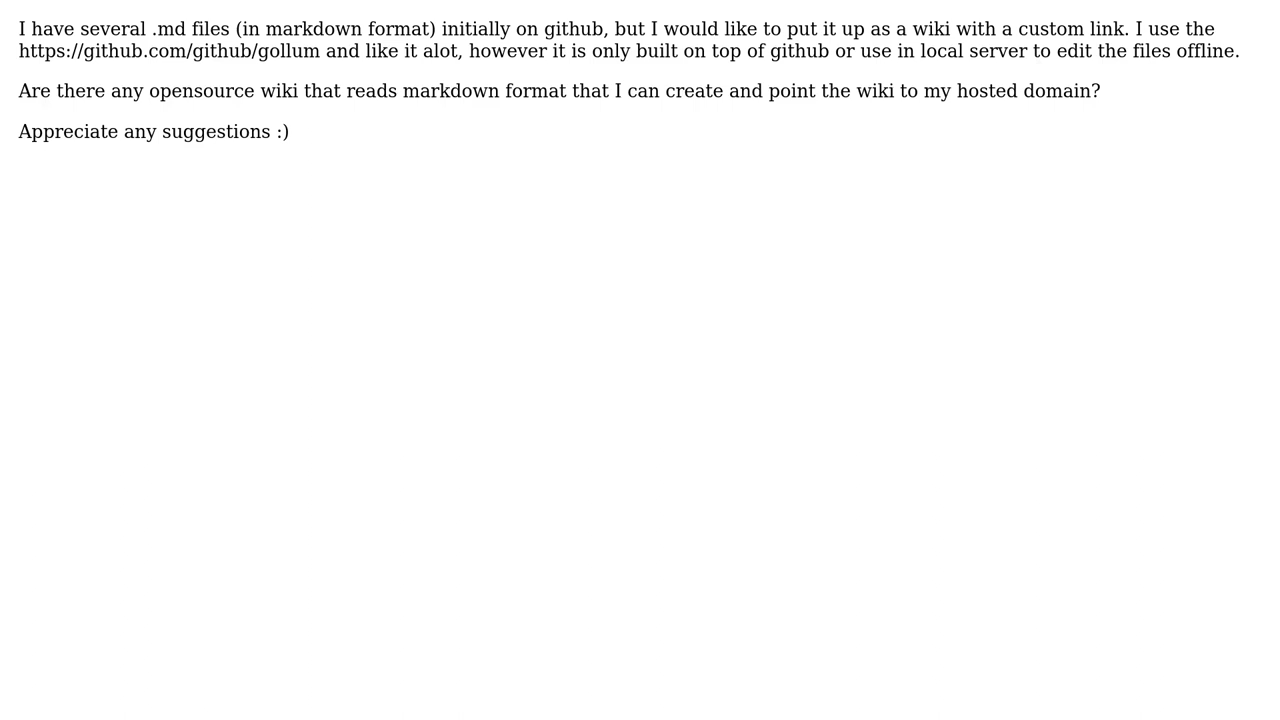 I have several .md files (in markdown format) initially on github, but I would like to put it up as a wiki with a custom link. I use the
https://github.com/github/gollum and like it alot, however it is only built on top of github or use in local server to edit the files offline.
Are there any opensource wiki that reads markdown format that I can create and point the wiki to my hosted domain?
Appreciate any suggestions :)